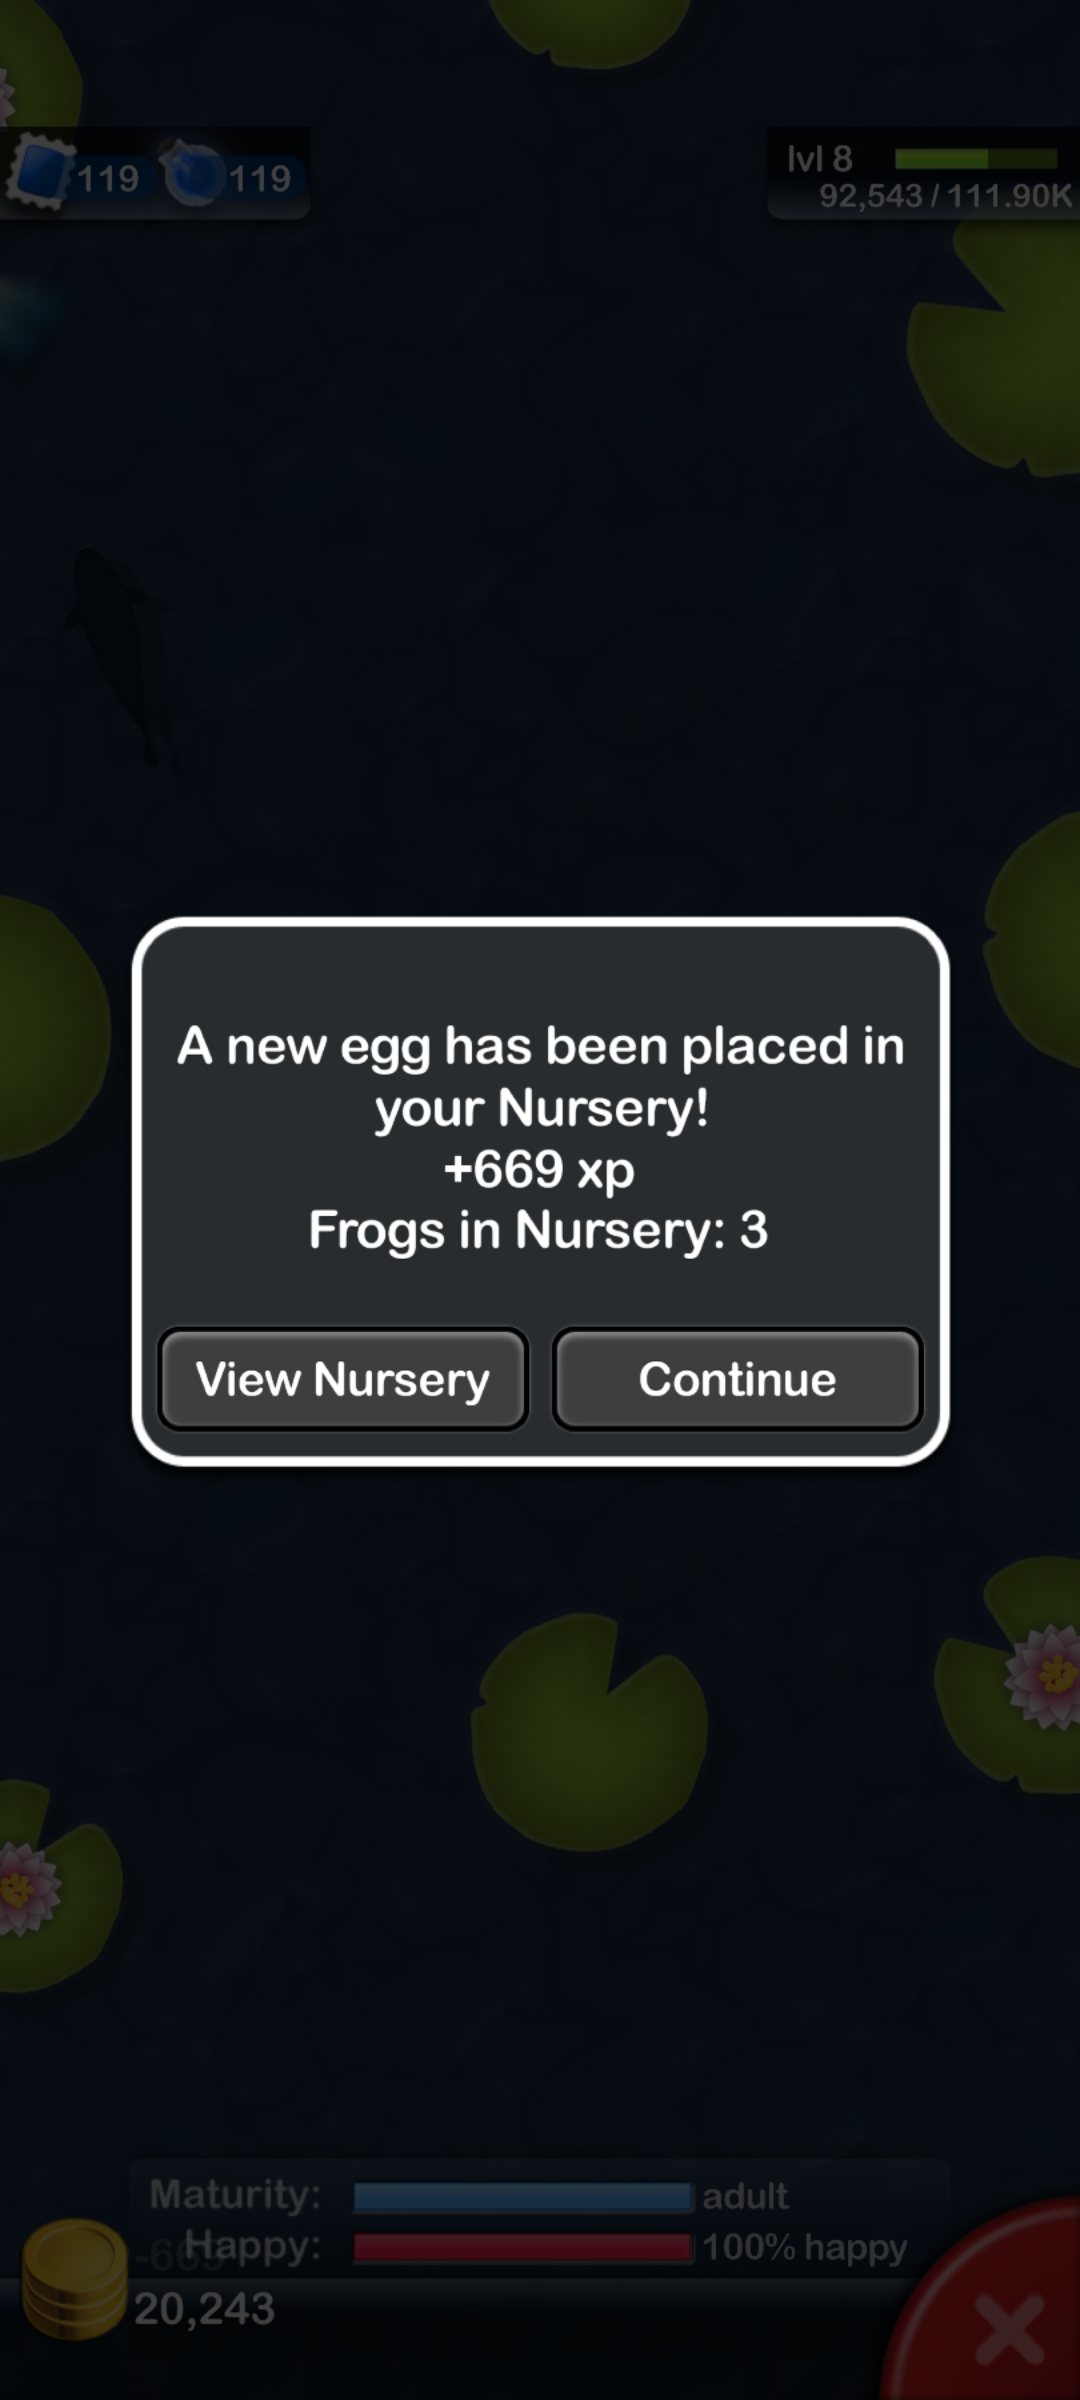 119 119
lvl 8
92,543 / 111.90K
A new egg has been placed in
your Nursery!
+669 xp
Frogs in Nursery: 3
View Nursery Continue
Maturity: adult
Happy: 100% happy
-669
20,243